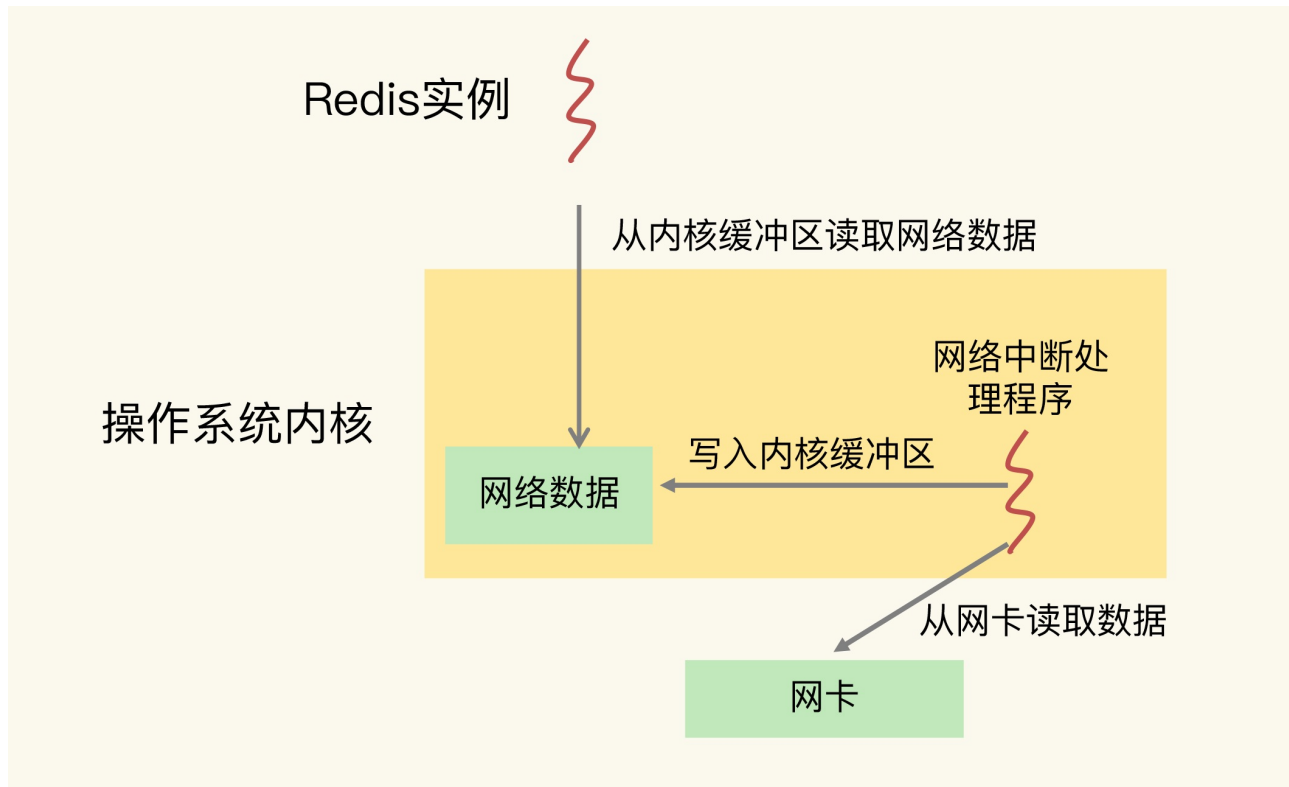 Redis实例
从内核缓冲区读取网络数据
网络中断处
理程序
操作系统内核
写入内核缓冲区
网络数据
从网卡读取数据
网卡